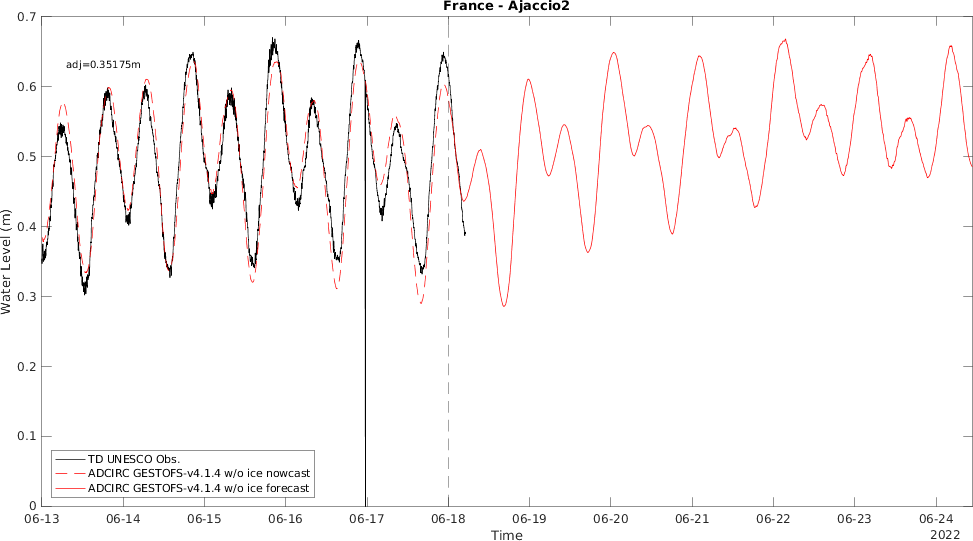 France - Ajaccio2
adj=0.35175m
0.7
0.6
0.5
0.4
0.3
0.2
0.1
0
Water Level (m)
TD UNESCO Obs.
ADCIRC GESTOFS-v4.1.4 w/o ice nowcast
ADCIRC GESTOFS-v4.1.4 w/o ice forecast
06-13 06-14 06-15 06-16 06-17 06-18 06-19 06-20 06-21 06-22 06-23 06-24
Time
2022